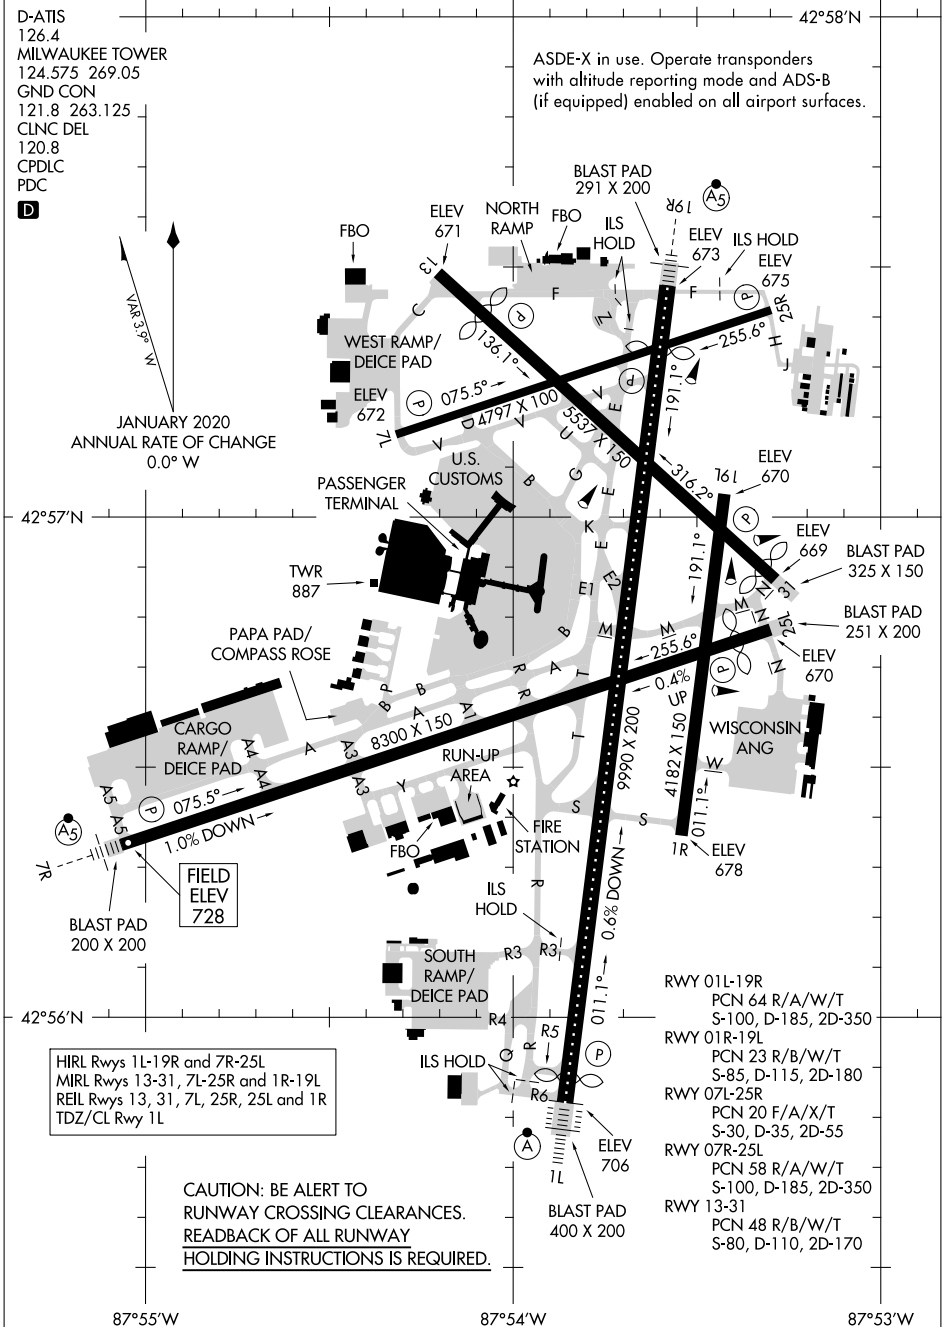 D-ATIS
126.4
MILWAUKEE TOWER
124.575 269.05
GND CON
121.8 263.125
CLNC DEL
120.8
CPDLC
PDC
D
42°58'N
ASDE-X in use. Operate transponders
with altitude reporting mode and ADS-B
(if equipped) enabled on all airport surfaces.
VAR 3.9° W
JANUARY 2020
ANNUAL RATE OF CHANGE
0.0° W
BLAST PAD
291 X 200
A5
19R
FBO
ELEV
671
13
NORTH
RAMP
FBO
ILS
HOLD
ELEV
673
ILS HOLD
ELEV
675
F
F
P
P
Z
C
25R
H
J
WEST RAMP/
DEICE PAD
136.1°
255.6°
191.1°
P
ELEV
672
P
075.5°
4797 X 100
7L
V
D
V
V
E
U
5537 X 150
U.S.
CUSTOMS
B
G
E
316.2°
19L
ELEV
670
PASSENGER
TERMINAL
42°57'N
K
E
P
191.1°
ELEV
669
BLAST PAD
325 X 150
TWR
887
E1
E2
N
31
M
N
BLAST PAD
251 X 200
25L
PAPA PAD/
COMPASS ROSE
B
M
M
255.6°
0.4%
UP
P
N
ELEV
670
P
B
B
A
R
R
A
T
A1
8300 X 150
CARGO
RAMP/
DEICE PAD
A4
A4
A
A3
A3
T
9990 X 200
4182 X 150
WISCONSIN
ANG
W
RUN-UP
AREA
Y
A5
A5
P
075.5°
1.0% DOWN
S
S
011.1°
1R
ELEV
678
A5
7R
FBO
FIRE
STATION
FIELD
ELEV
728
BLAST PAD
200 X 200
R
0.6% DOWN
ILS
HOLD
R3
R3
SOUTH
RAMP/
DEICE PAD
011.1°
42°56'N
R4
R5
Q
R
P
ILS HOLD
R6
A
1L
ELEV
706
BLAST PAD
400 X 200
HIRL Rwys 1L-19R and 7R-25L
MIRL Rwys 13-31, 7L-25R and 1R-19L
REIL Rwys 13, 31, 7L, 25R, 25L and 1R
TDZ/CL Rwy 1L
RWY 01L-19R
PCN 64 R/A/W/T
S-100, D-185, 2D-350
RWY 01R-19L
PCN 23 R/B/W/T
S-85, D-115, 2D-180
RWY 07L-25R
PCN 20 F/A/X/T
S-30, D-35, 2D-55
RWY 07R-25L
PCN 58 R/A/W/T
S-100, D-185, 2D-350
RWY 13-31
PCN 48 R/B/W/T
S-80, D-110, 2D-170
CAUTION: BE ALERT TO
RUNWAY CROSSING CLEARANCES.
READBACK OF ALL RUNWAY
HOLDING INSTRUCTIONS IS REQUIRED.
87°55'W
87°54'W
87°53'W